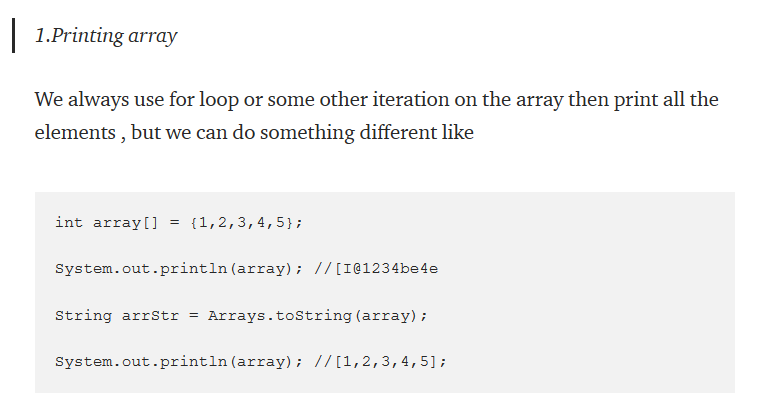 1.Printing array
We always use for loop or some other iteration on the array then print all the
elements , but we can do something different like
int array[] = {1,2,3,4,5};
System.out.println(array); //[I@1234be4e
String arrStr = Arrays.toString(array);
System.out.println(array); //[1,2,3,4,5];